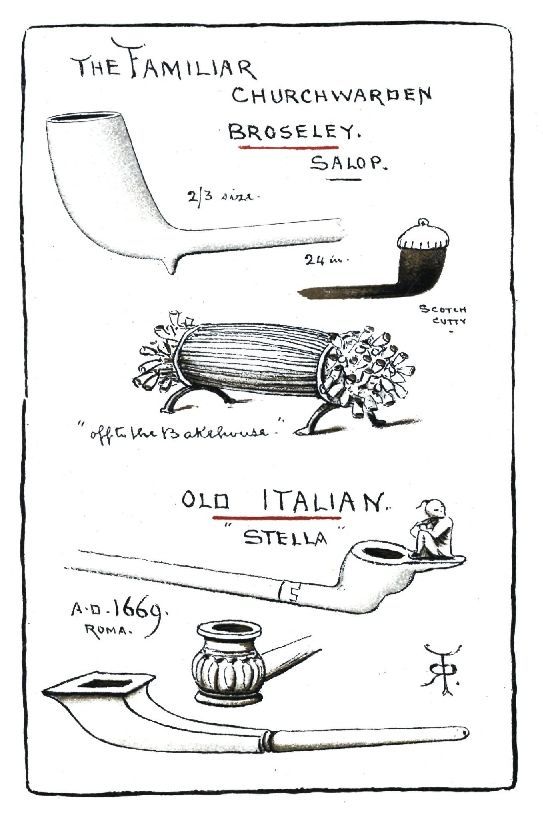 THE FAMILIAR
CHURCHWARDEN
BROSELEY.
SALOP.
2/3 size.
24 in.
SCOTCH
CUTTY
"off to the Bakehouse."
OLD ITALIAN.
"STELLA"
A.D. 1669.
ROMA.